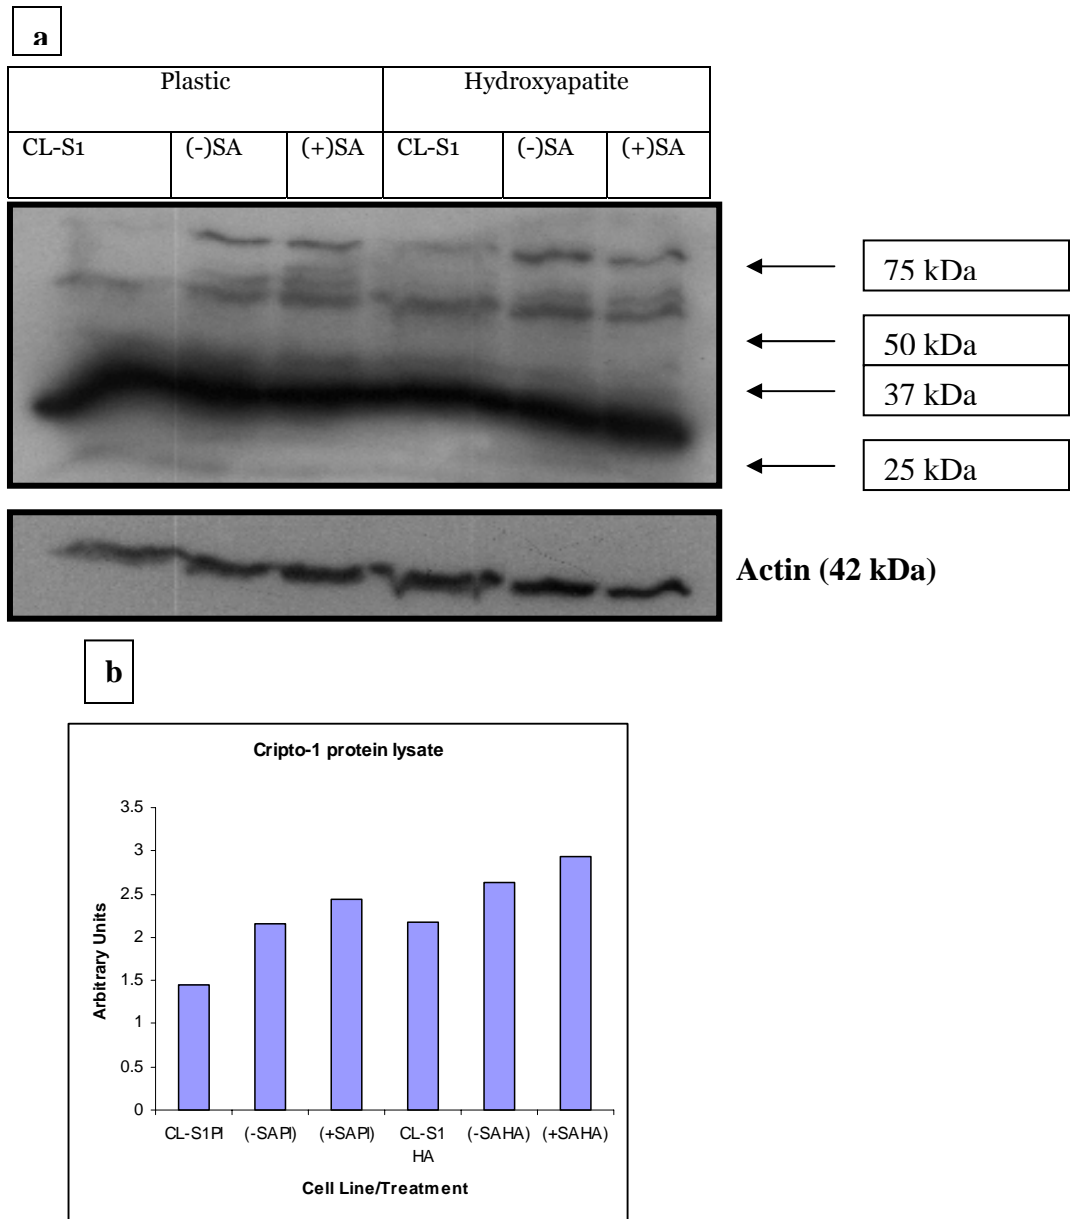 a
Plastic Hydroxyapatite
CL-S1 (-)SA (+)SA CL-S1 (-)SA (+)SA
75 kDa
50 kDa
37 kDa
25 kDa
Actin (42 kDa)
b
Cripto-1 protein lysate
3.5
3
2.5
2
1.5
1
0.5
0
Arbitrary Units
CL-S1Pl (-SAPl) (+SAPl) CL-S1 HA (-SAHA) (+SAHA)
Cell Line/Treatment